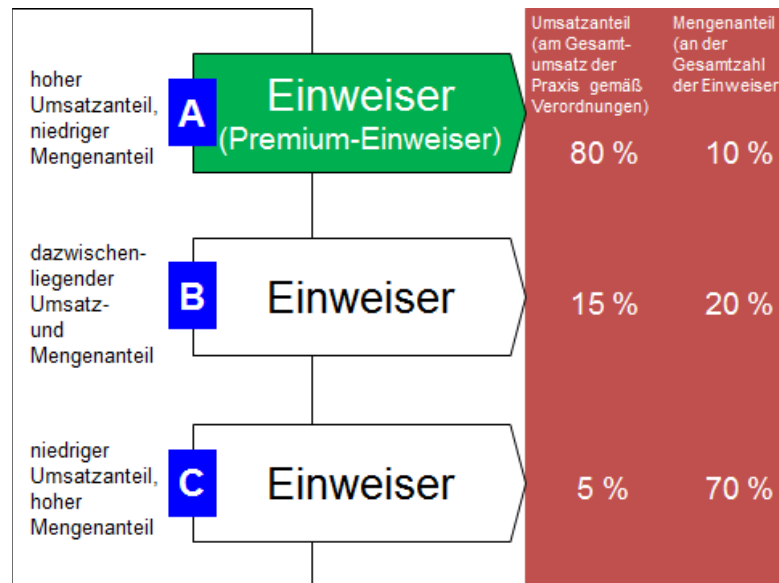 Umsatzanteil
(am Gesamt-
umsatz der
Praxis gemäß
Verordnungen)
Mengenanteil
(an der
Gesamtzahl
der Einweiser
hoher
Umsatzanteil,
niedriger
Mengenanteil
A
Einweiser
(Premium-Einweiser)
80 %
10 %
dazwischen-
liegender
Umsatz-
und
Mengenanteil
B
Einweiser
15 %
20 %
niedriger
Umsatzanteil,
hoher
Mengenanteil
C
Einweiser
5 %
70 %